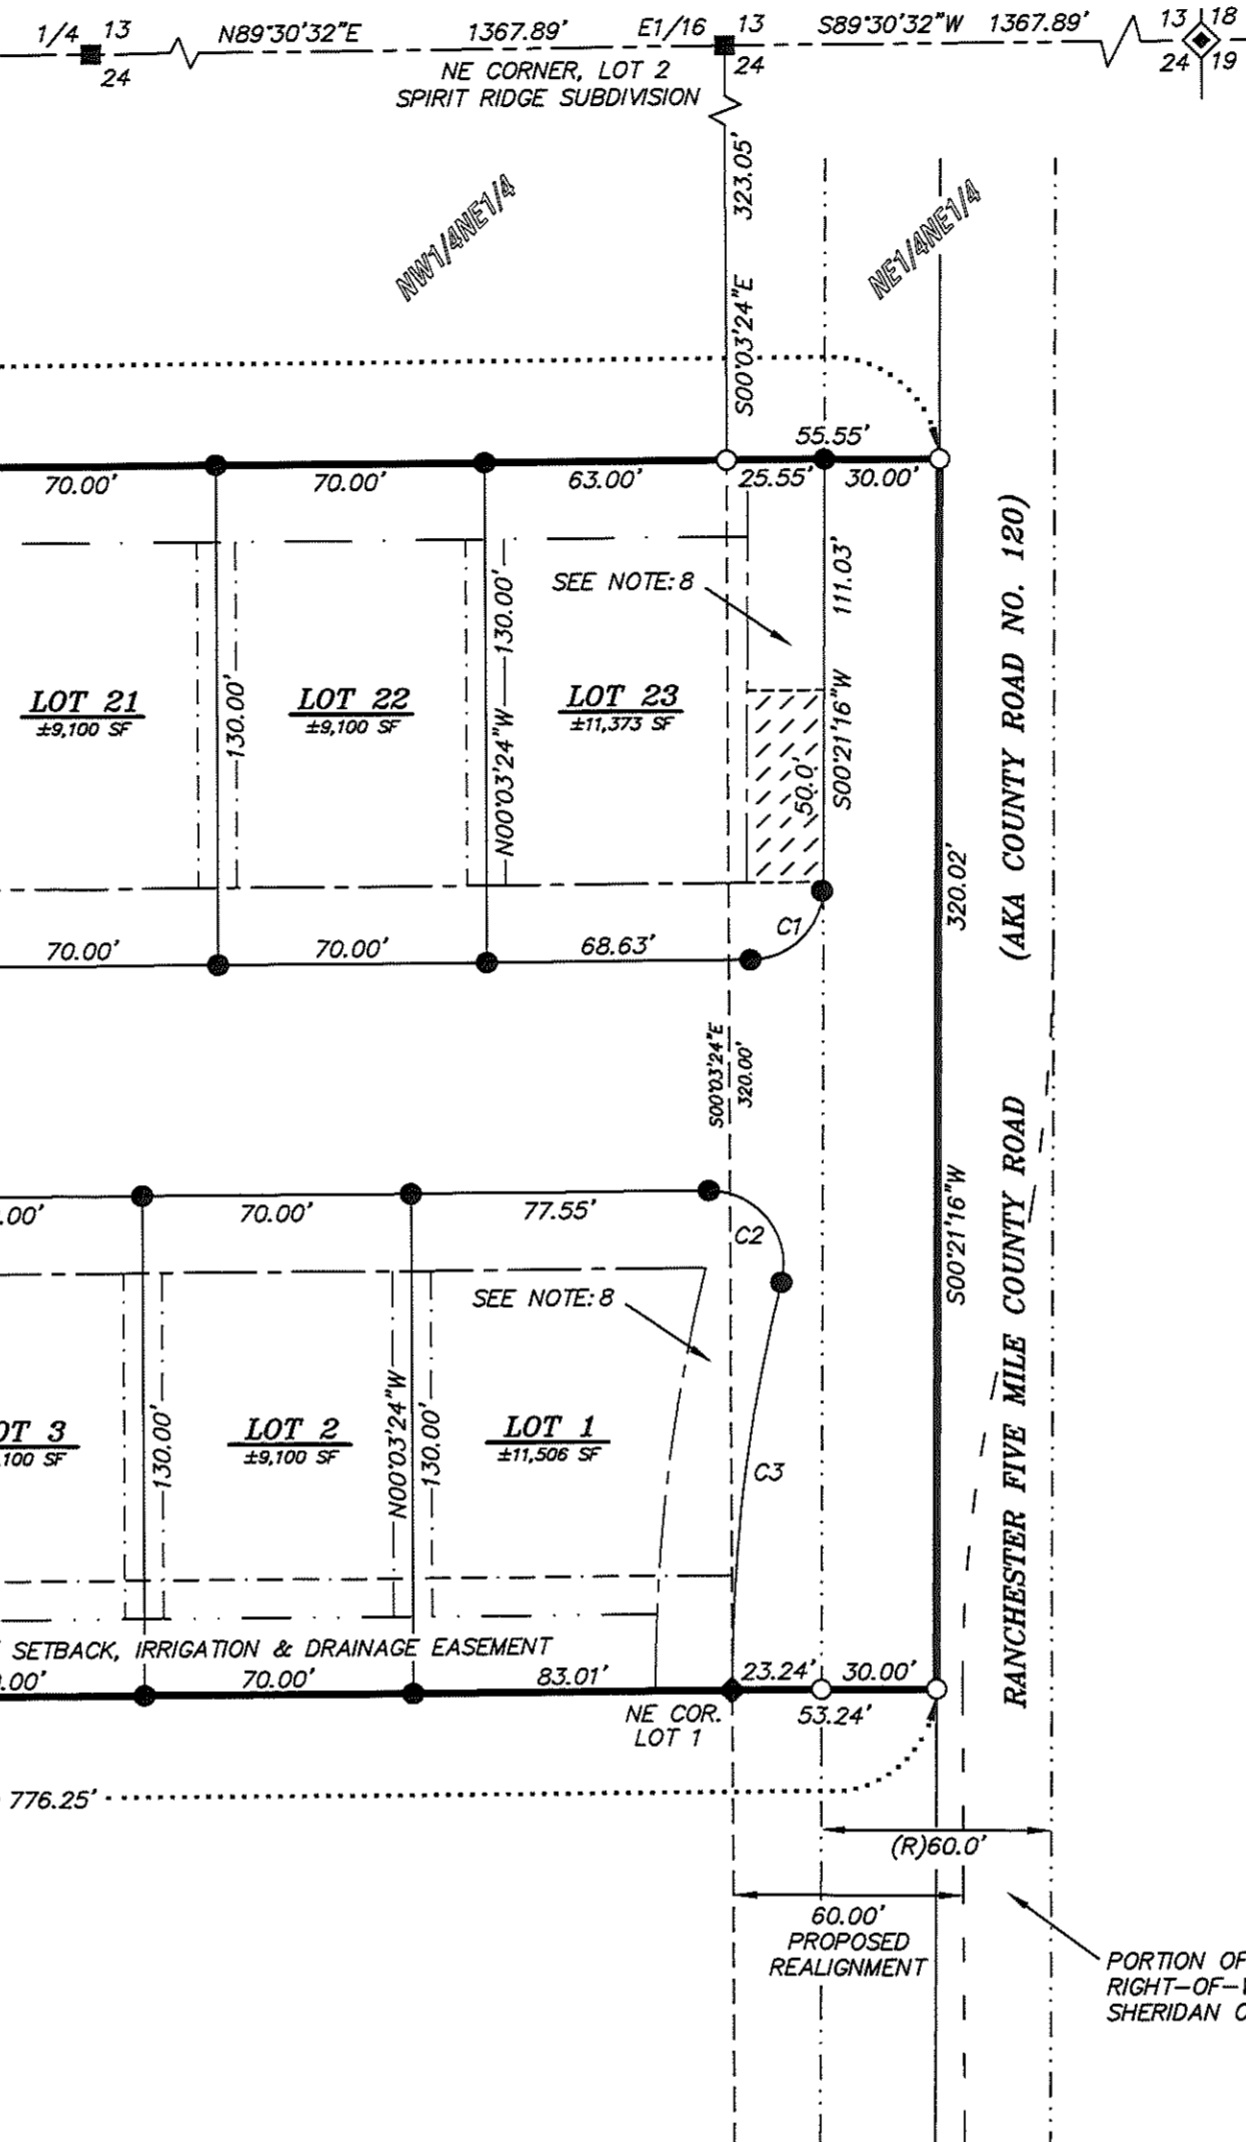 1/4 13
24
N89°30'32"E 1367.89'
E1/16 13
24
S89°30'32"W 1367.89'
13 18
24 19
NE CORNER, LOT 2
SPIRIT RIDGE SUBDIVISION
323.05'
S00°03'24"E
NW1/4NE1/4
NE1/4NE1/4
55.55'
70.00'
70.00'
63.00'
25.55'
30.00'
SEE NOTE: 8
111.03'
S00°21'16"W
N00°03'24"W
130.00'
130.00'
LOT 21
±9,100 SF
LOT 22
±9,100 SF
LOT 23
±11,373 SF
50.0'
320.02'
S00°21'16"W
(AKA COUNTY ROAD NO. 120)
RANCHESTER FIVE MILE COUNTY ROAD
70.00'
70.00'
68.63'
C1
S00°03'24"E
320.00'
.00'
70.00'
77.55'
C2
SEE NOTE: 8
OT 3
,100 SF
130.00'
LOT 2
±9,100 SF
N00°03'24"W
130.00'
LOT 1
±11,506 SF
C3
SETBACK, IRRIGATION & DRAINAGE EASEMENT
.00'
70.00'
83.01'
23.24'
30.00'
NE COR.
LOT 1
53.24'
776.25'
(R)60.0'
60.00'
PROPOSED
REALIGNMENT
PORTION OF
RIGHT-OF-
SHERIDAN